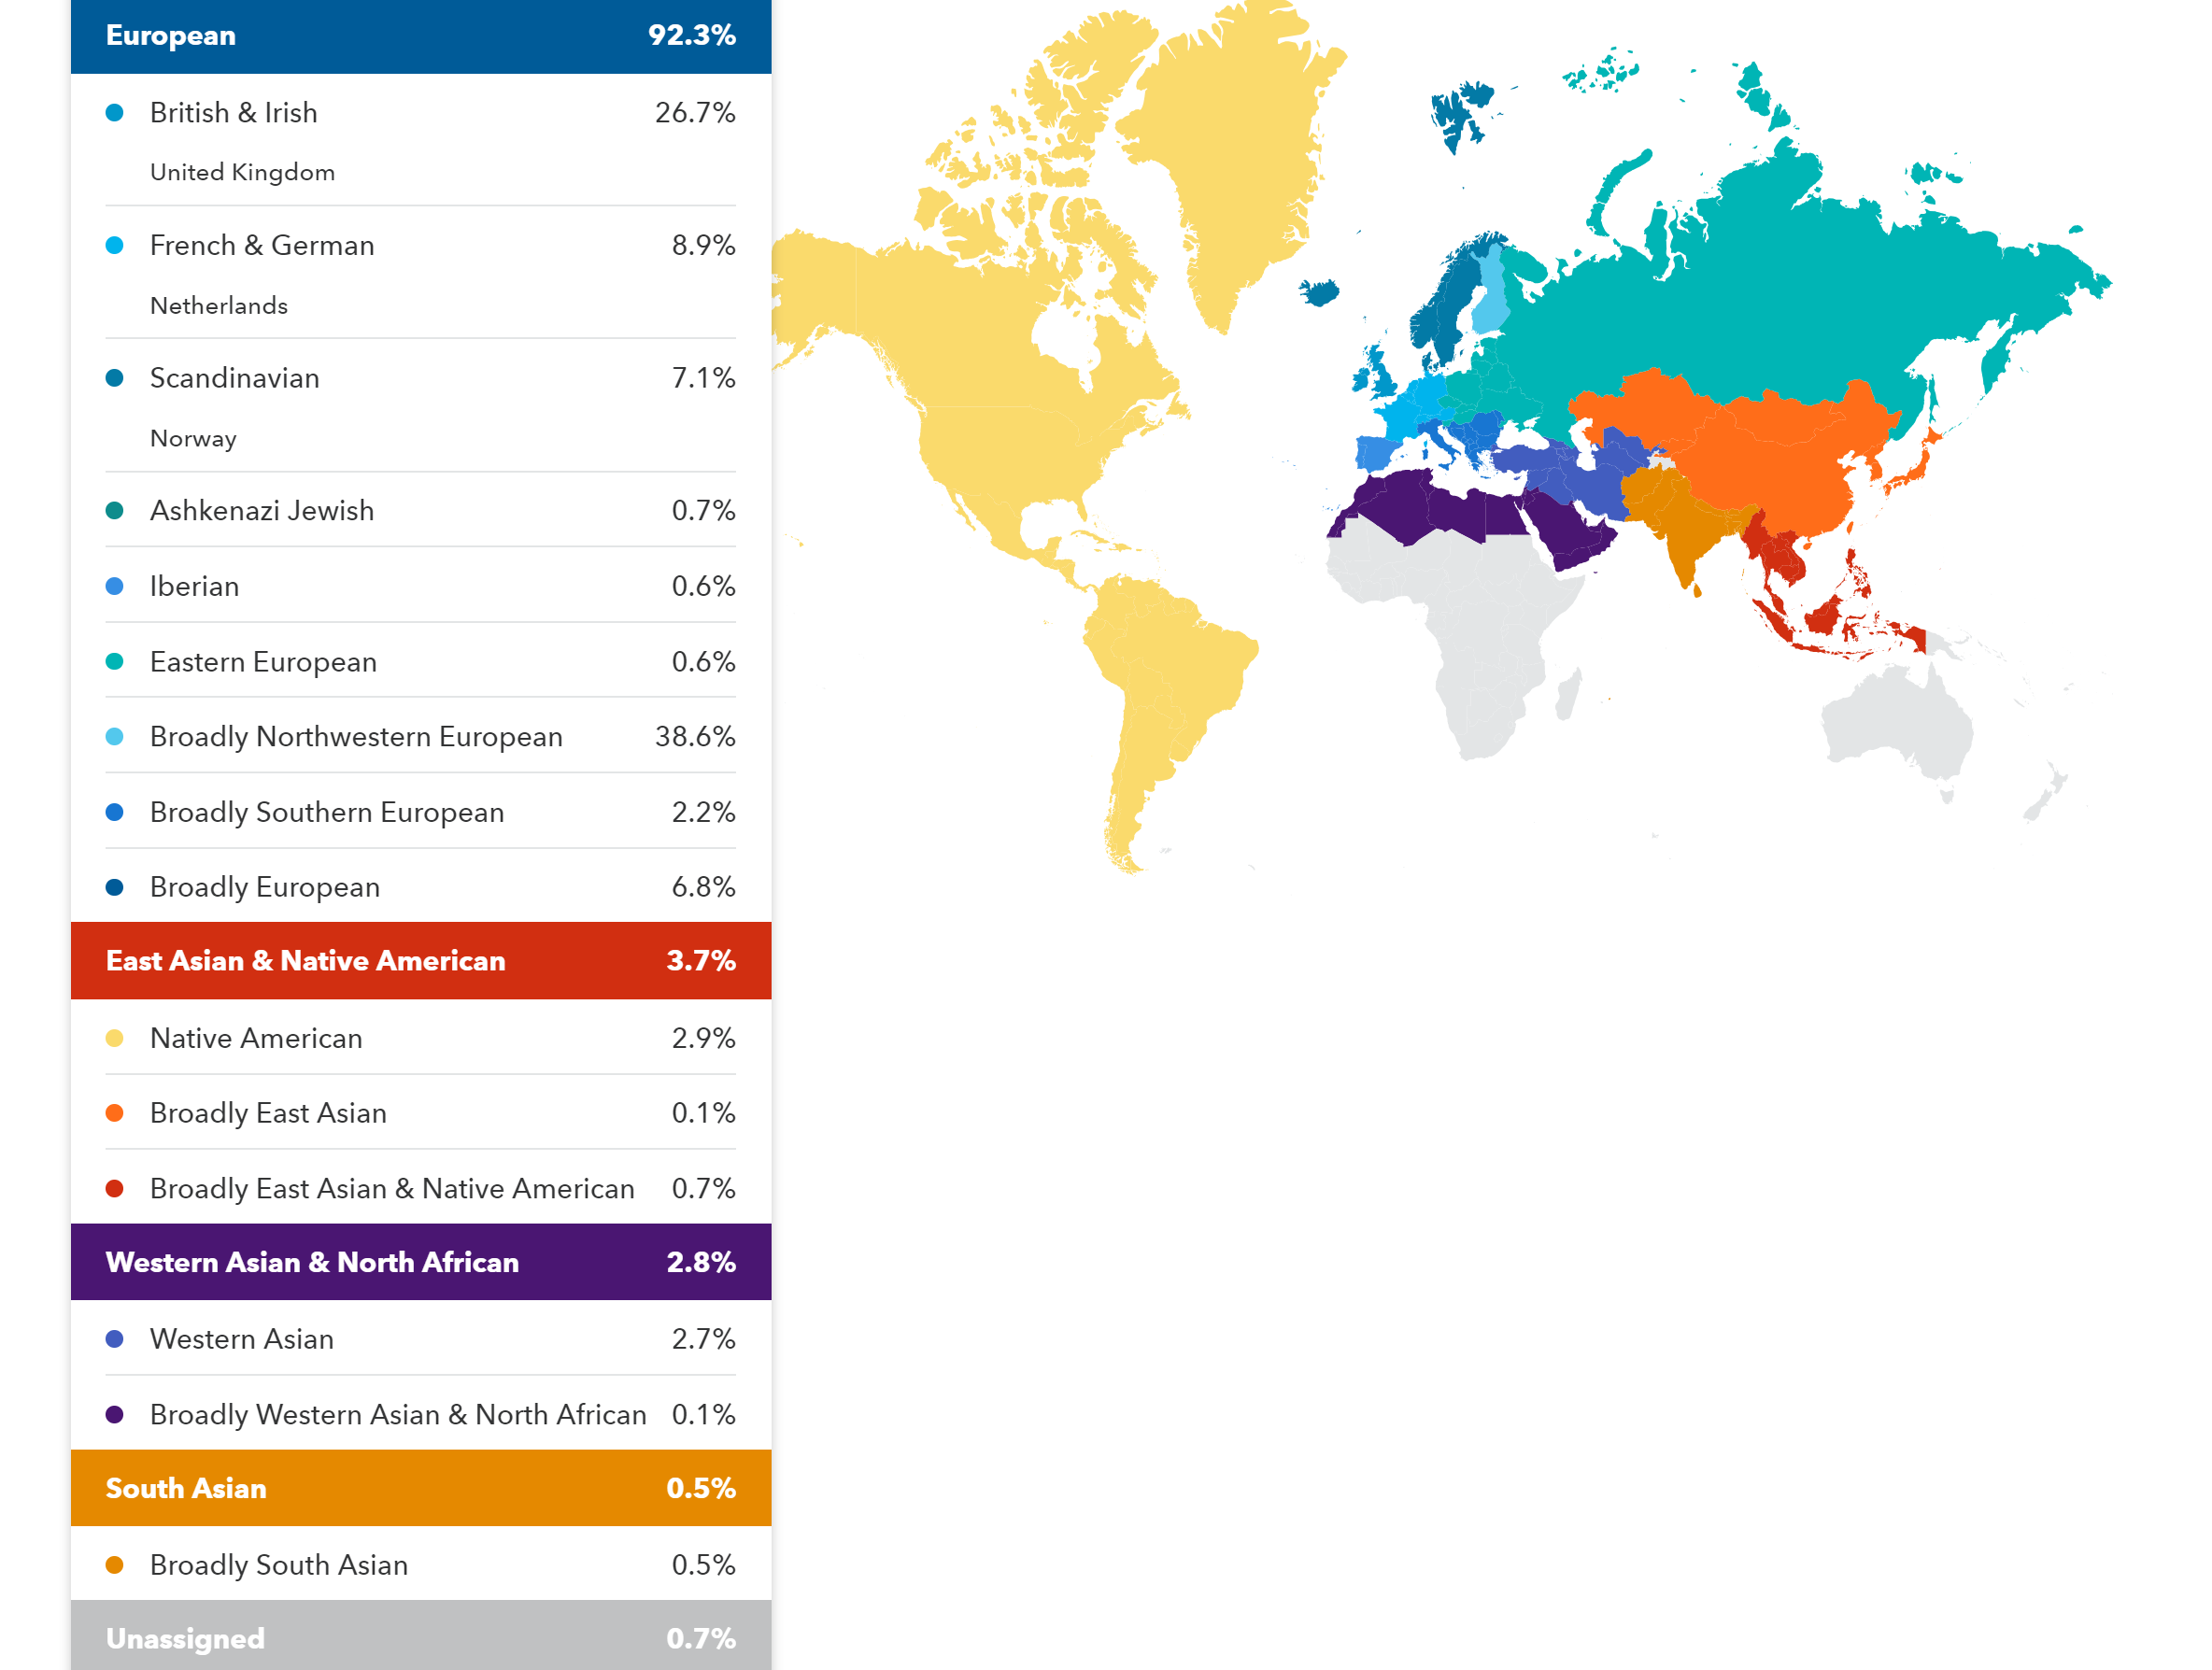 European 92.3%
British & Irish 26.7%
United Kingdom
French & German 8.9%
Netherlands
Scandinavian 7.1%
Norway
Ashkenazi Jewish 0.7%
Iberian 0.6%
Eastern European 0.6%
Broadly Northwestern European 38.6%
Broadly Southern European 2.2%
Broadly European 6.8%
East Asian & Native American 3.7%
Native American 2.9%
Broadly East Asian 0.1%
Broadly East Asian & Native American 0.7%
Western Asian & North African 2.8%
Western Asian 2.7%
Broadly Western Asian & North African 0.1%
South Asian 0.5%
Broadly South Asian 0.5%
Unassigned 0.7%